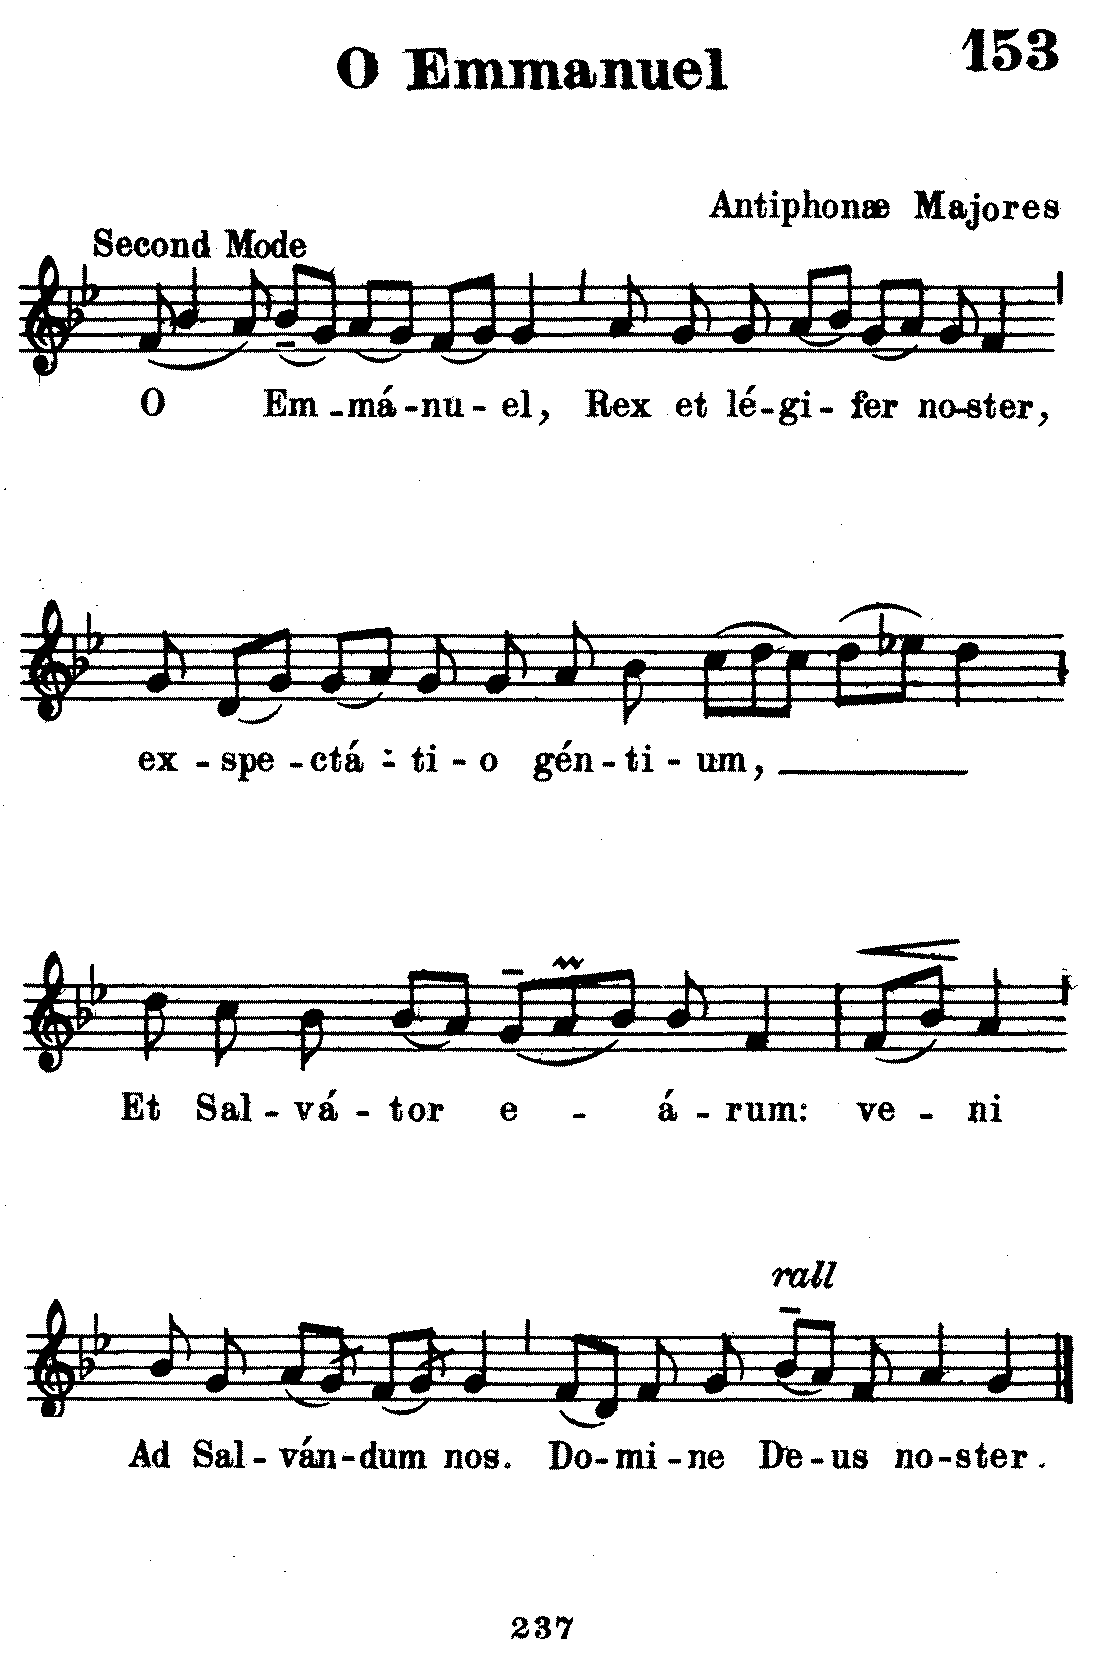 O Emmanuel
153
Antiphonæ Majores
Second Mode
O Em-má-nu-el, Rex et lé-gi-fer no-ster,
ex-spe-ctá-ti-o gén-ti-um,
Et Sal-vá-tor e-á-rum: ve-ni
rall
Ad Sal-ván-dum nos. Do-mi-ne De-us no-ster.
237